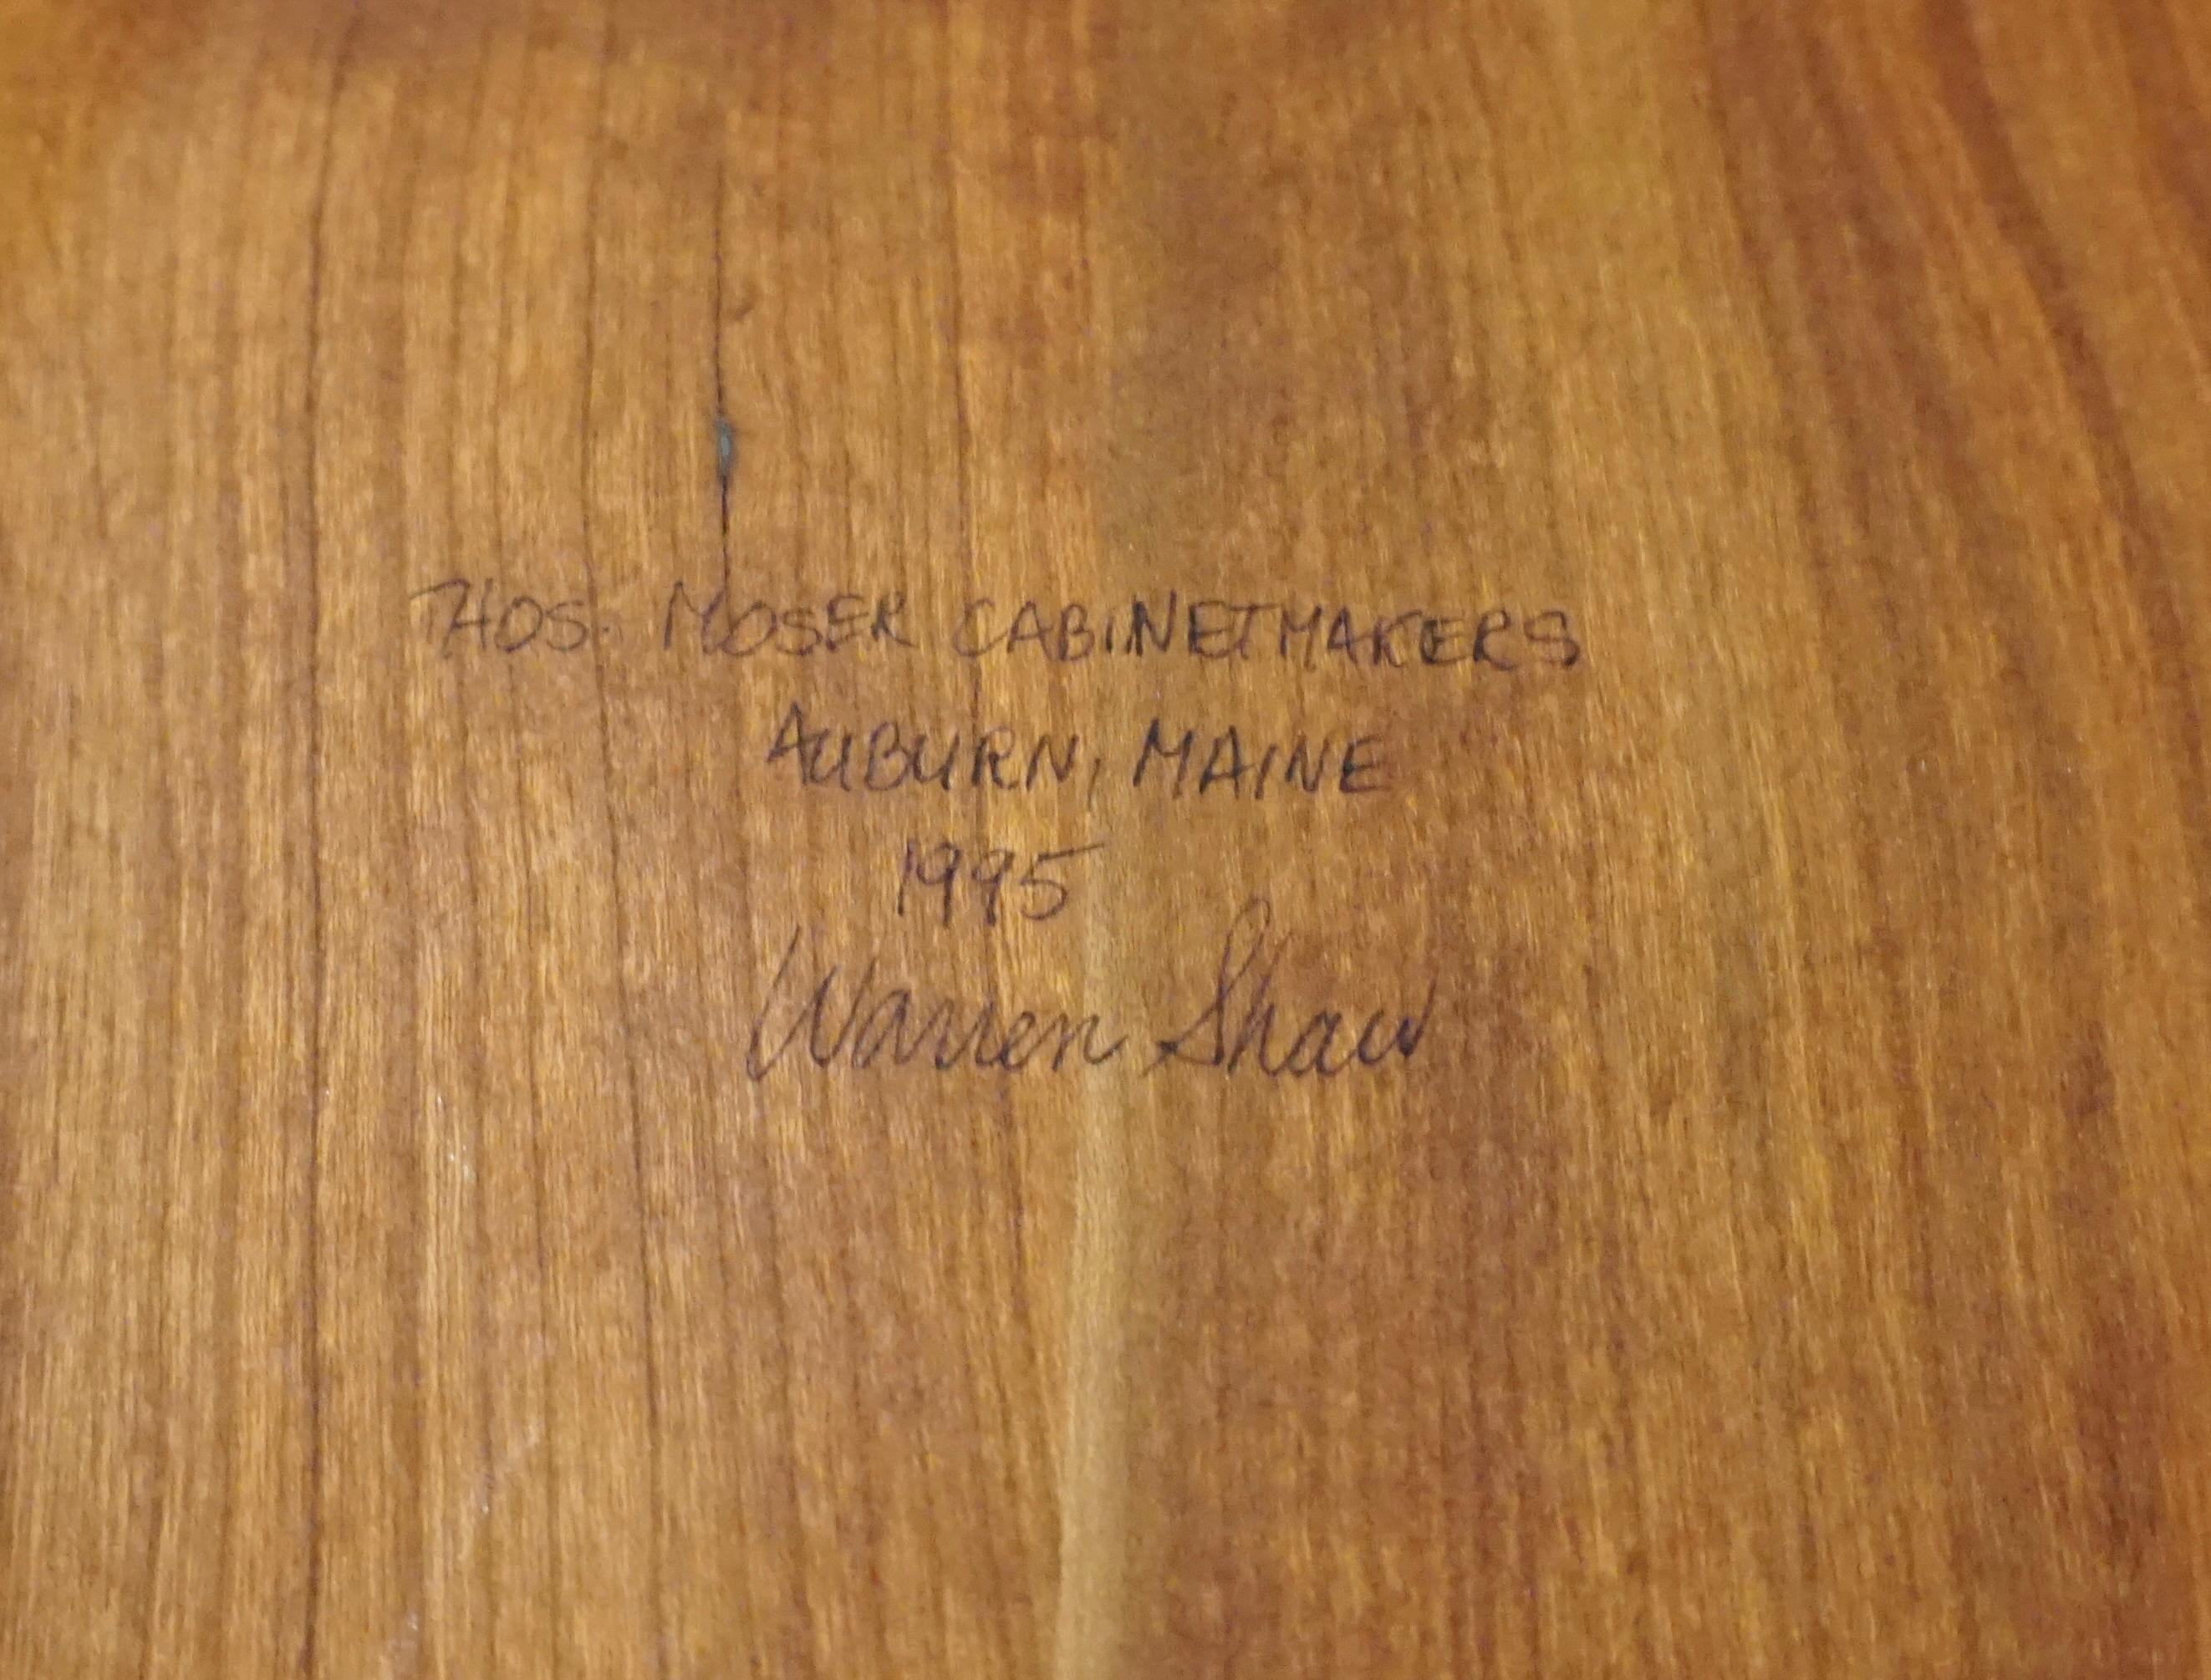 THOS. MOSER CABINETMAKERS
AUBURN, MAINE
1995
Warren Shaw